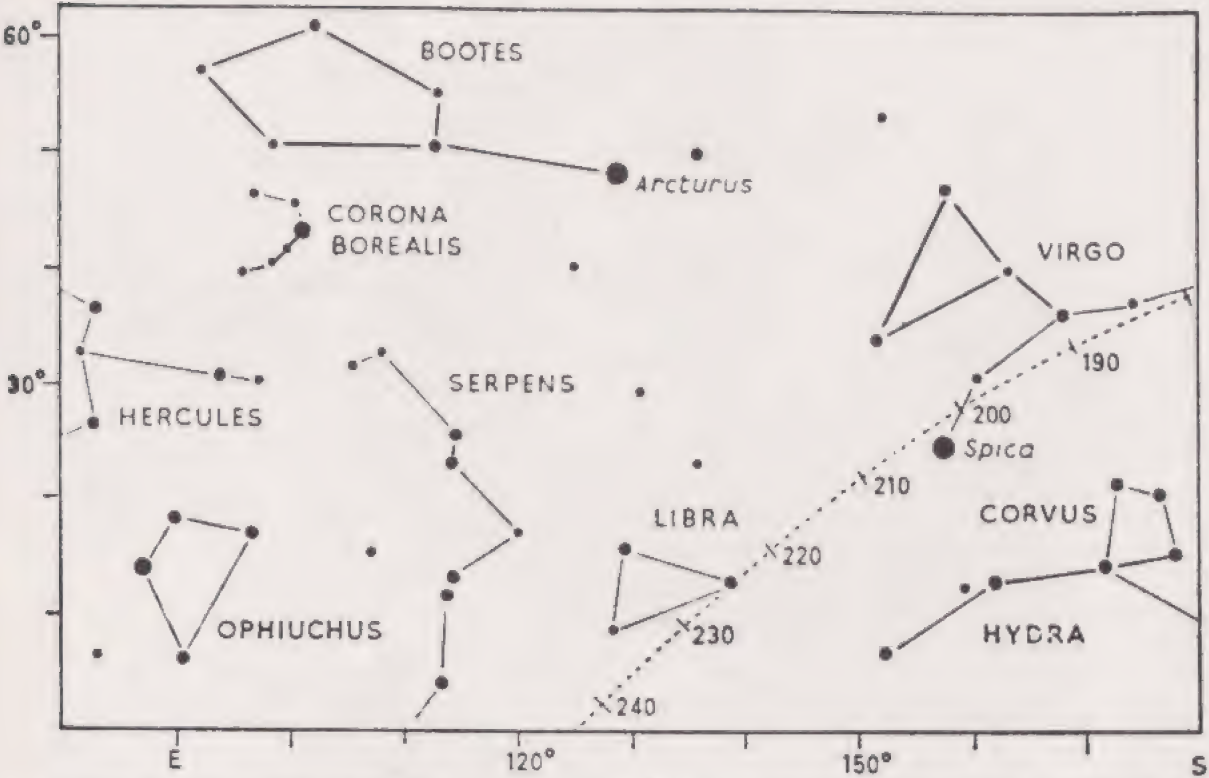 60°
BOOTES
Arcturus
CORONA
BOREALIS
VIRGO
190
30°
SERPENS
HERCULES
200
Spica
210
LIBRA
CORVUS
220
OPHIUCHUS
230
HYDRA
240
E
120°
150°
S